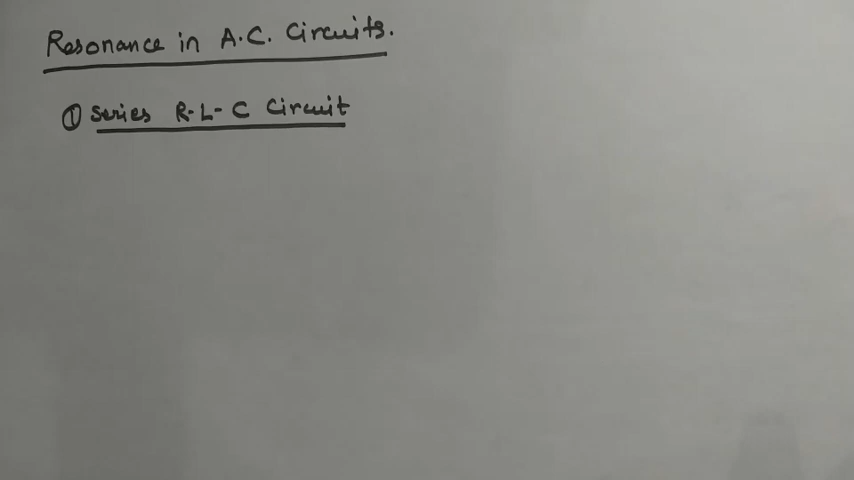 Resonance in A.C. Circuits.
① Series R-L-C Circuit